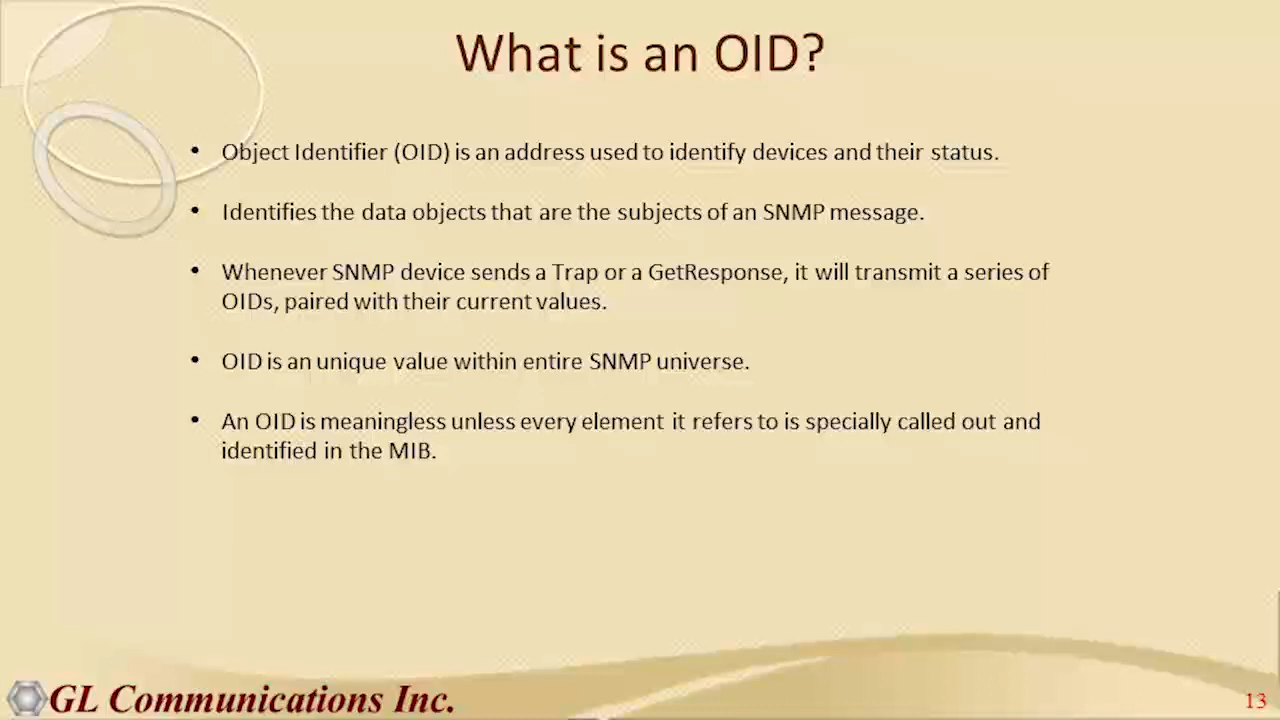 What is an OID?
• Object Identifier (OID) is an address used to identify devices and their status.
• Identifies the data objects that are the subjects of an SNMP message.
• Whenever SNMP device sends a Trap or a GetResponse, it will transmit a series of
OIDs, paired with their current values.
• OID is an unique value within entire SNMP universe.
• An OID is meaningless unless every element it refers to is specially called out and
identified in the MIB.
GL Communications Inc.
13